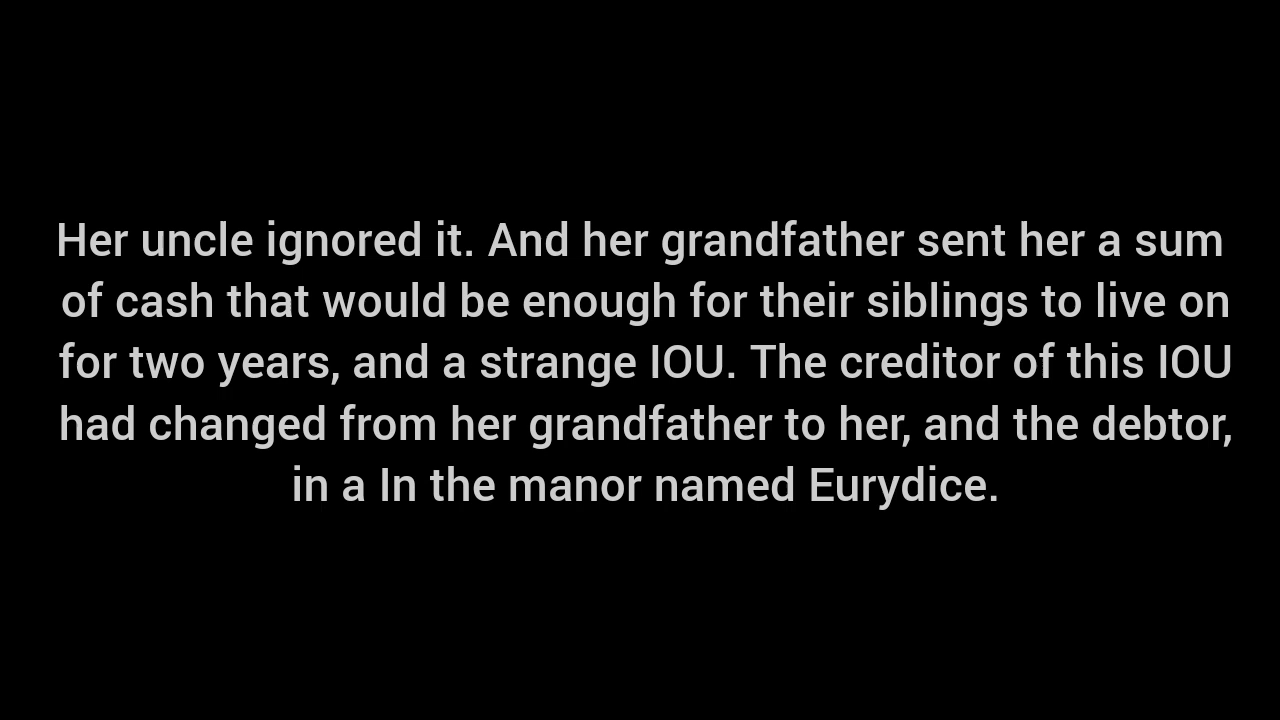 Her uncle ignored it. And her grandfather sent her a sum
of cash that would be enough for their siblings to live on
for two years, and a strange IOU. The creditor of this IOU
had changed from her grandfather to her, and the debtor,
in a In the manor named Eurydice.